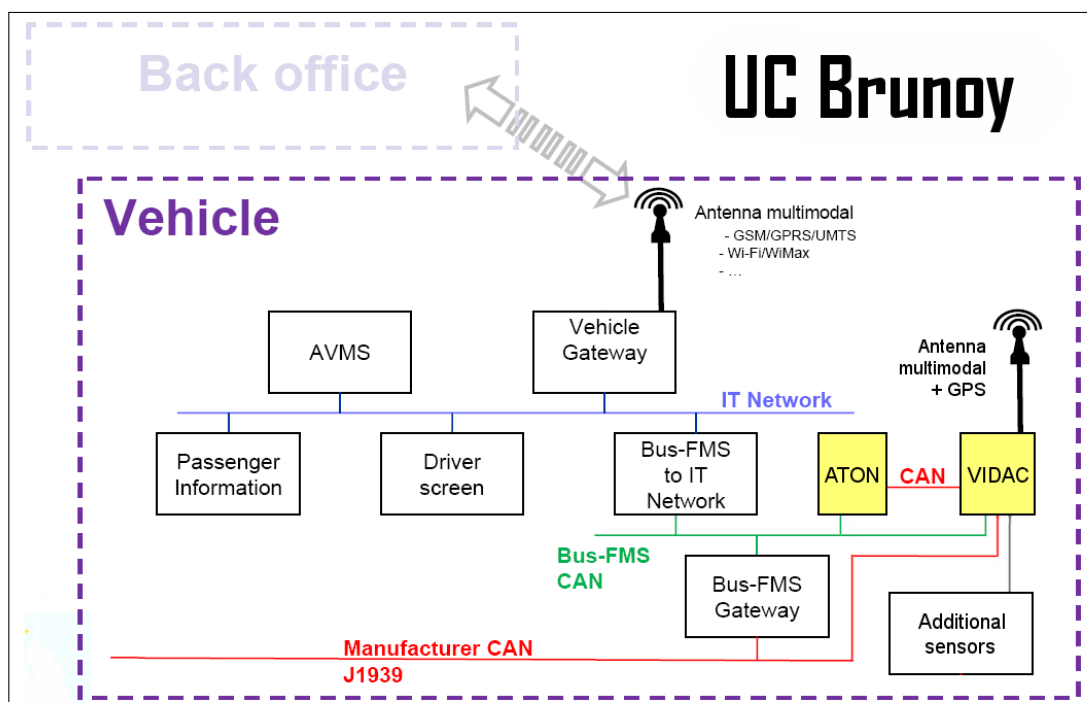 Back office
UC Brunoy
Vehicle
Antenna multimodal
- GSM/GPRS/UMTS
- Wi-Fi/WiMax
- ...
AVMS
Vehicle
Gateway
Antenna
multimodal
+ GPS
IT Network
Passenger
Information
Driver
screen
Bus-FMS
to IT
Network
ATON
CAN
VIDAC
Bus-FMS
CAN
Bus-FMS
Gateway
Additional
sensors
Manufacturer CAN
J1939